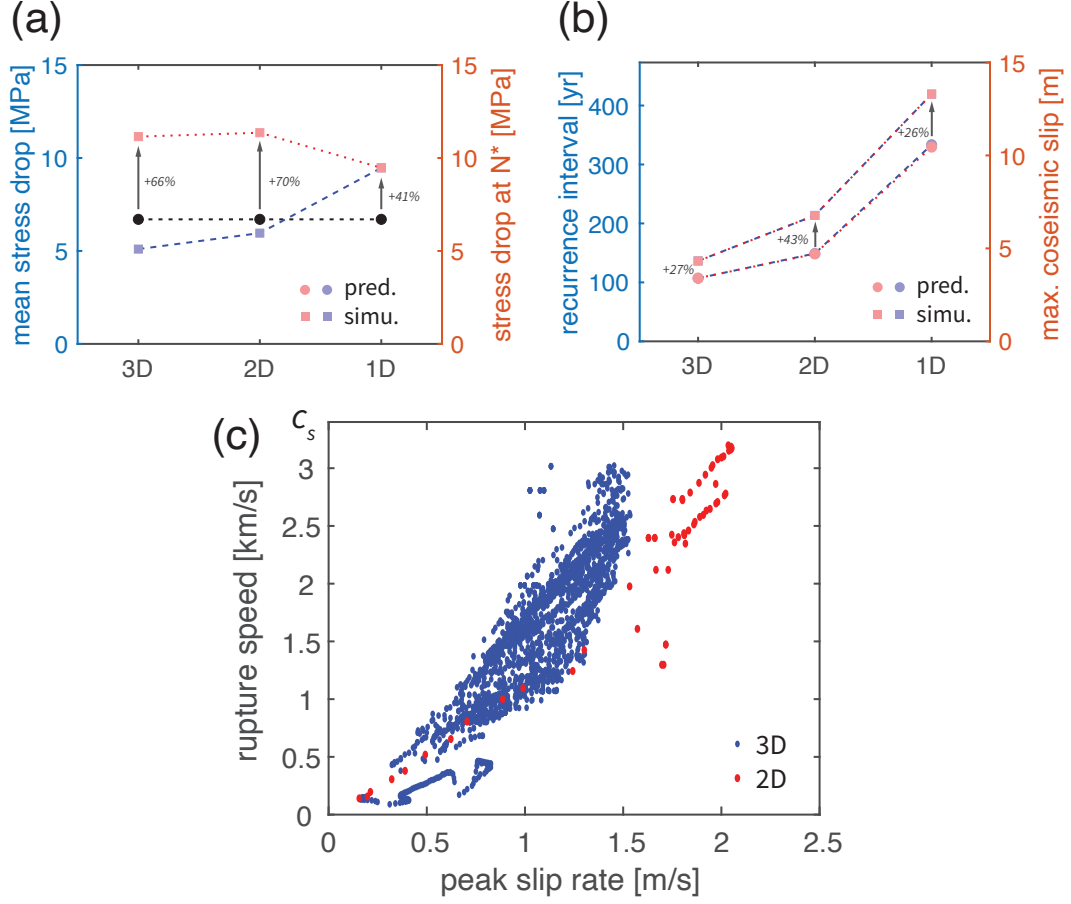 (a)
mean stress drop [MPa]
15
10
5
0
+66%
+70%
+41%
pred.
simu.
3D
2D
1D
15
10
5
0
stress drop at N* [MPa]
(b)
recurrence interval [yr]
400
300
200
100
0
+27%
+43%
+26%
pred.
simu.
3D
2D
1D
15
10
5
0
max. coseismic slip [m]
(c)
cs
rupture speed [km/s]
3
2.5
2
1.5
1
0.5
0
3D
2D
0
0.5
1
1.5
2
2.5
peak slip rate [m/s]